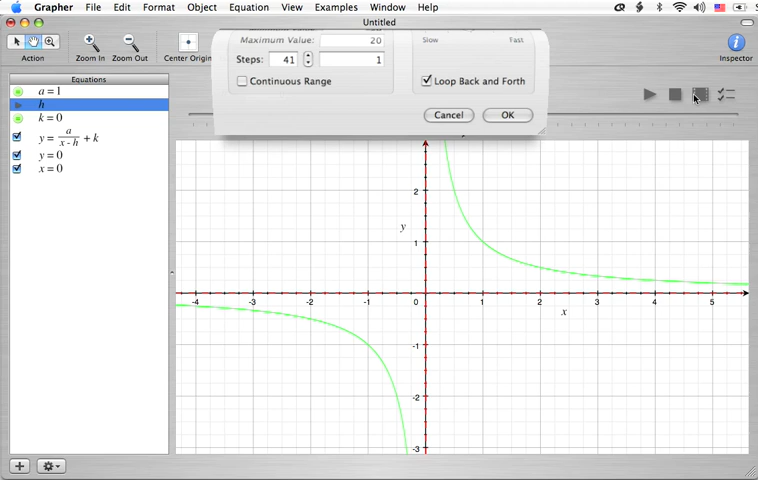 Grapher File Edit Format Object Equation View Examples Window Help
Untitled
Action Zoom In Zoom Out Center Origin Inspector
Maximum Value: 20
Slow Fast
Steps: 41 1
Continuous Range
Loop Back and Forth
Cancel OK
Equations
a = 1
h
k = 0
y = a / x - h + k
y = 0
x = 0
y
2
1
-4 -3 -2 -1 0 1 2 3 4 5
x
-1
-2
-3